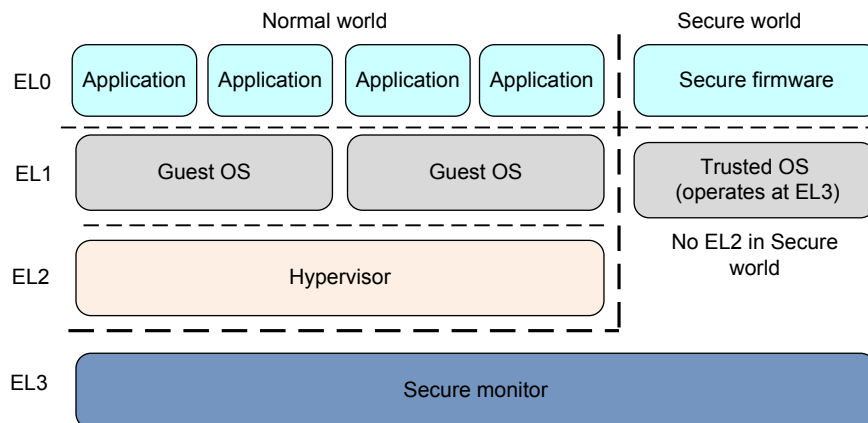 Normal world
Secure world
EL0
Application
Application
Application
Application
Secure firmware
EL1
Guest OS
Guest OS
Trusted OS
(operates at EL3)
No EL2 in Secure
world
EL2
Hypervisor
EL3
Secure monitor